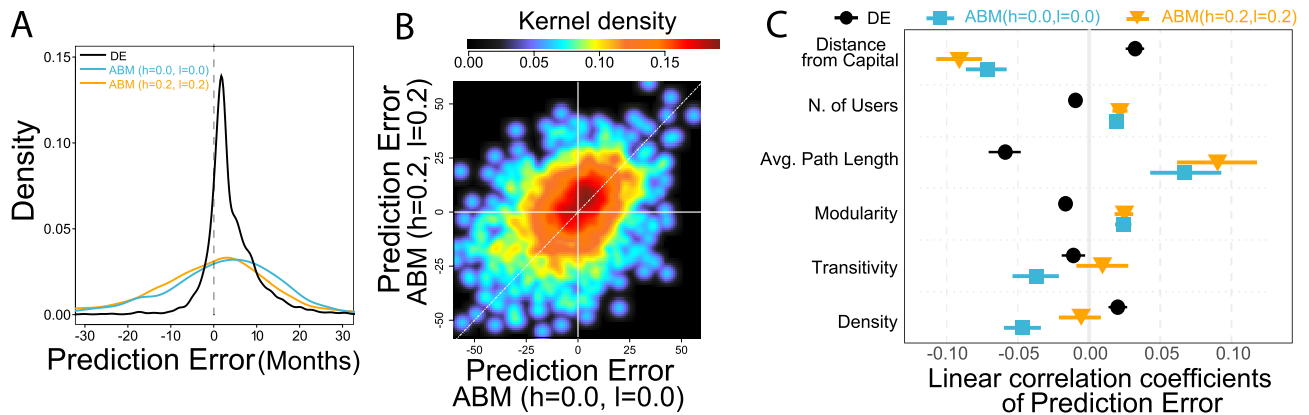 A
0.15
0.10
0.05
0.00
Density
DE
ABM (h=0.0, l=0.0)
ABM (h=0.2, l=0.2)
-30
-20
-10
0
10
20
30
Prediction Error (Months)
B
Kernel density
0.00
0.05
0.10
0.15
Prediction Error
ABM (h=0.2, l=0.2)
50
25
0
-25
-50
-50
-25
0
25
50
Prediction Error
ABM (h=0.0, l=0.0)
C
DE
ABM(h=0.0,l=0.0)
ABM(h=0.2,l=0.2)
Distance
from Capital
N. of Users
Avg. Path Length
Modularity
Transitivity
Density
-0.10
-0.05
0.00
0.05
0.10
Linear correlation coefficients
of Prediction Error